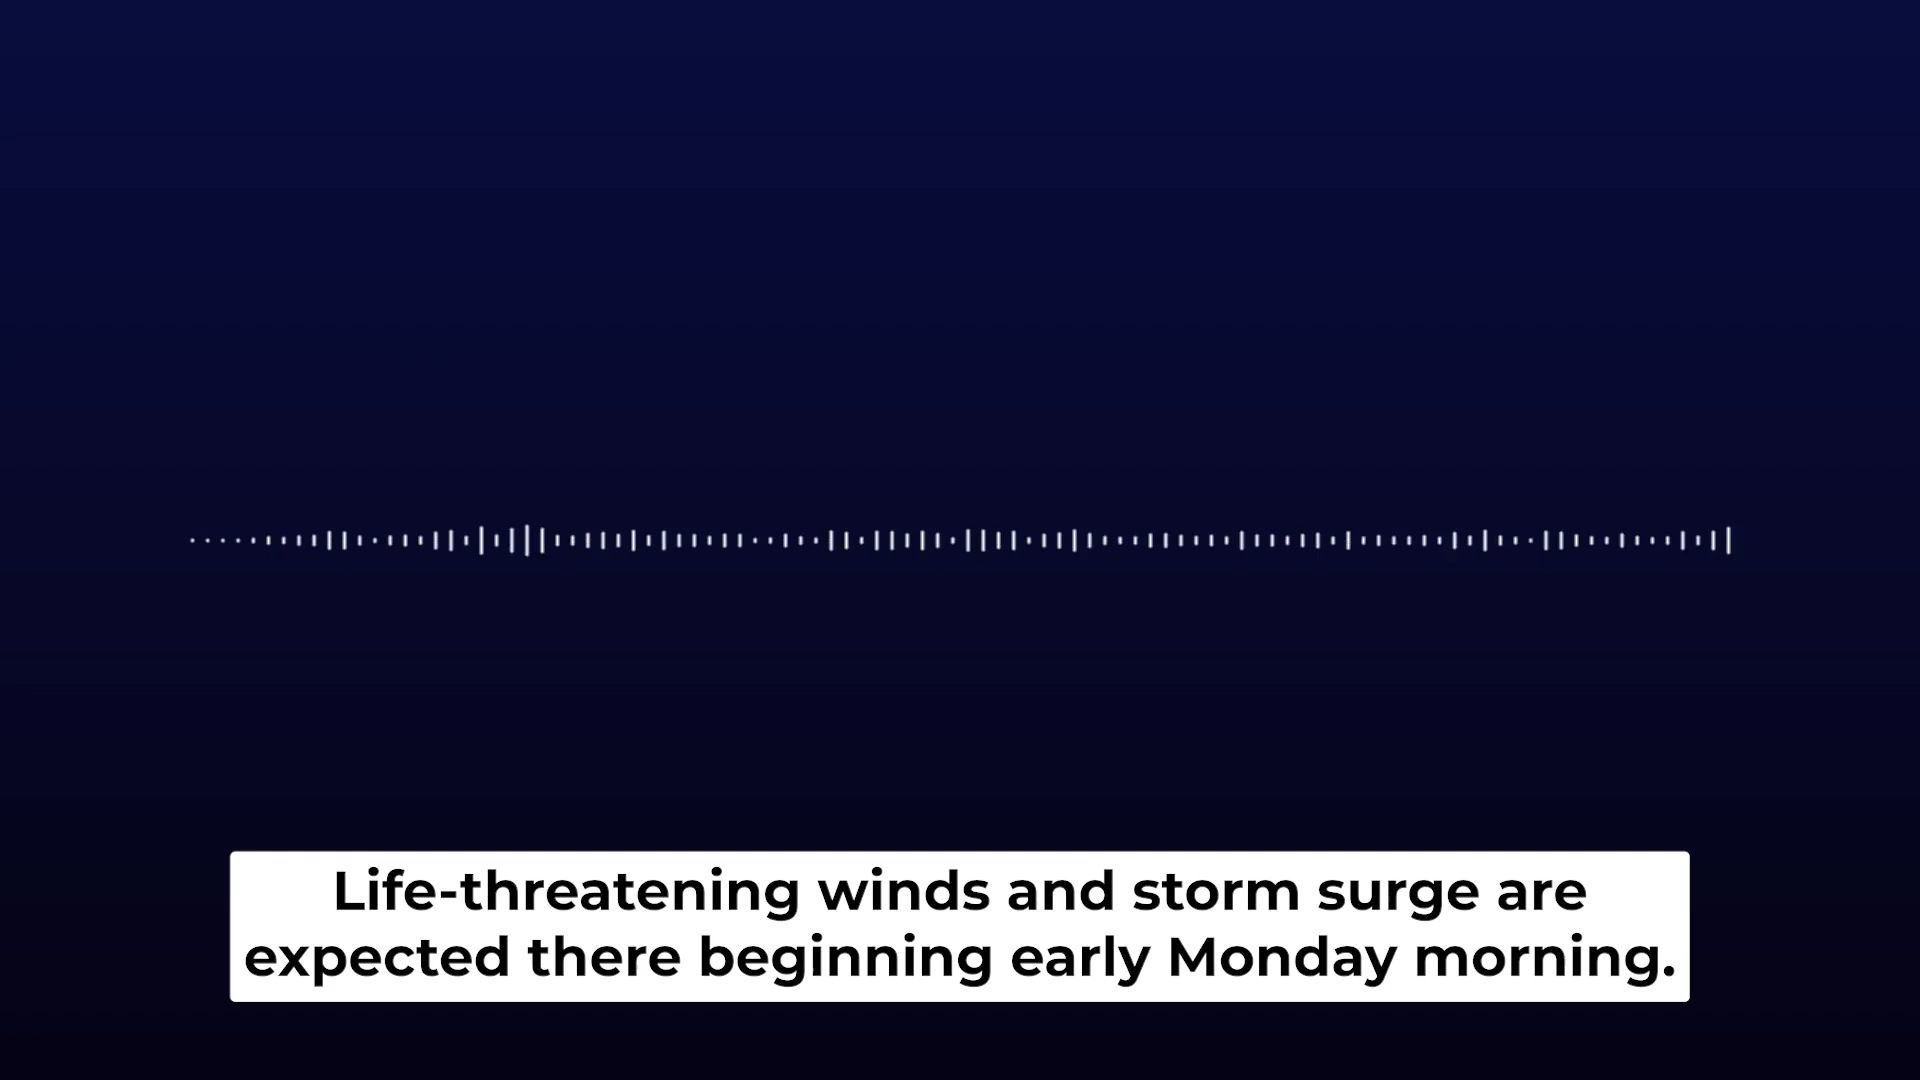 Life-threatening winds and storm surge are
expected there beginning early Monday morning.